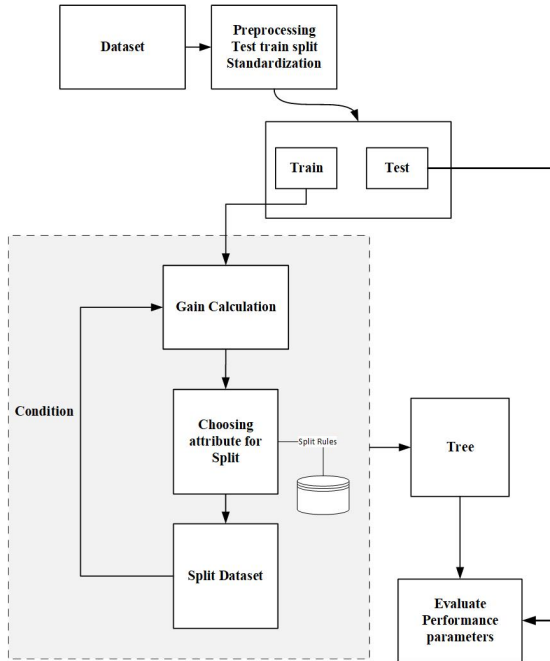 Dataset
Preprocessing
Test train split
Standardization
Train
Test
Gain Calculation
Condition
Choosing
attribute for
Split
Split Rules
Tree
Split Dataset
Evaluate
Performance
parameters